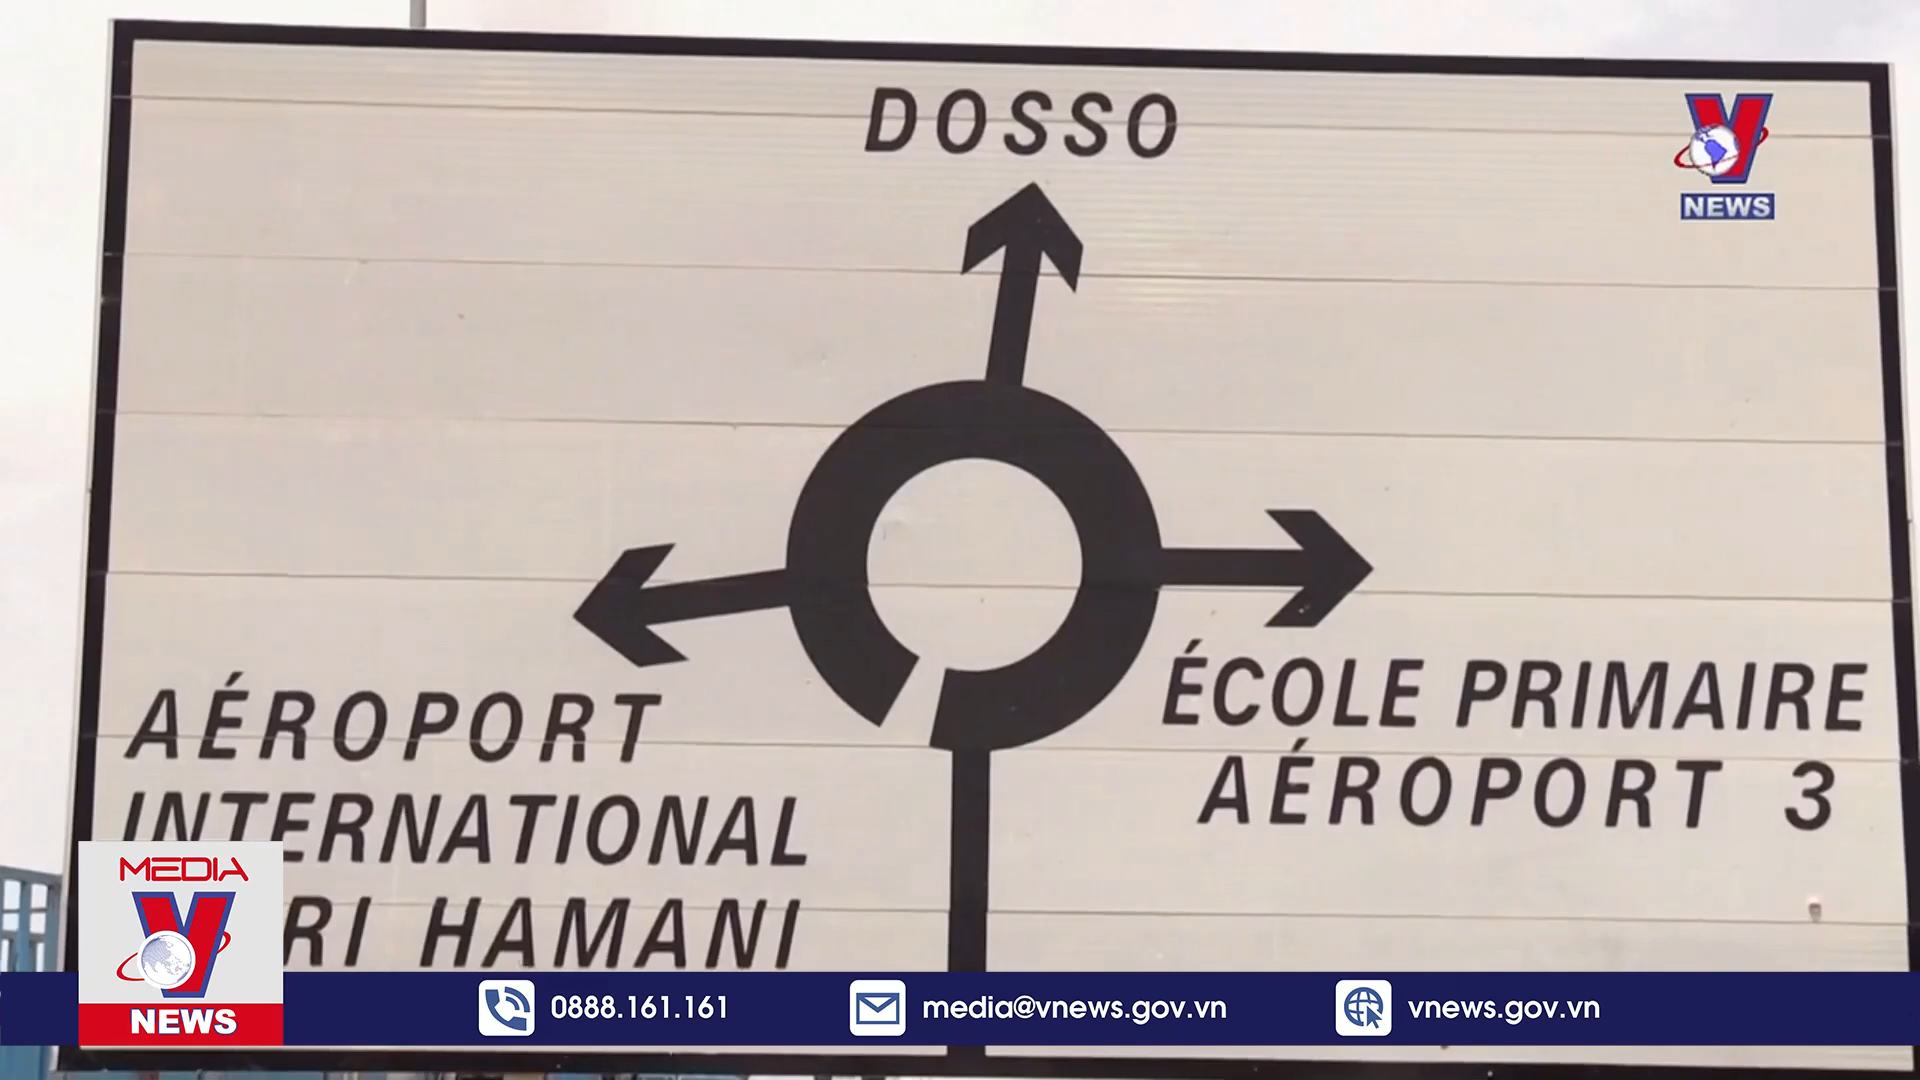 DOSSO
NEWS
AÉROPORT
INTERNATIONAL
RI HAMANI
ÉCOLE PRIMAIRE
AÉROPORT 3
MEDIA
NEWS
0888.161.161
media@vnews.gov.vn
vnews.gov.vn